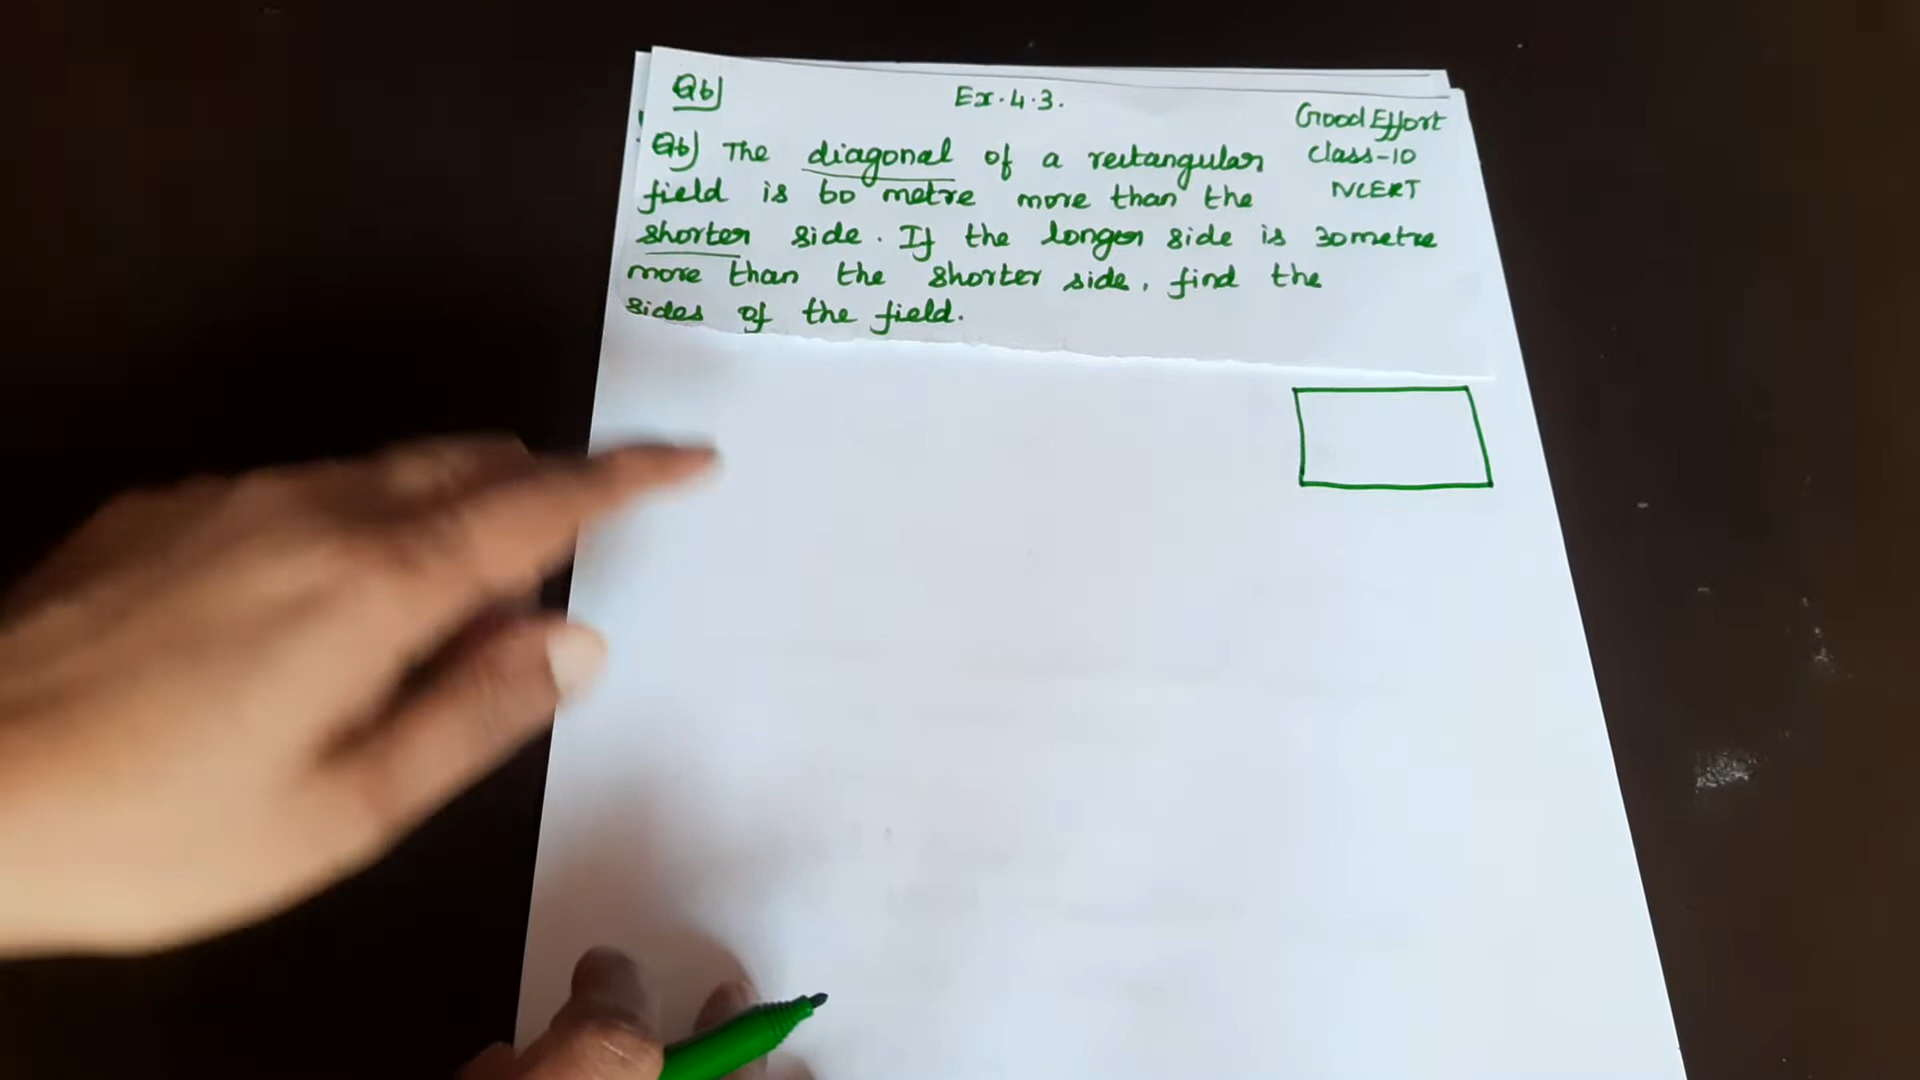 Q6)
Ex.4.3.
Good Effort
Class-10
NCERT
Q6) The diagonal of a rectangular
field is 60 metre more than the
shorter side. If the longer side is 30metre
more than the shorter side, find the
sides of the field.